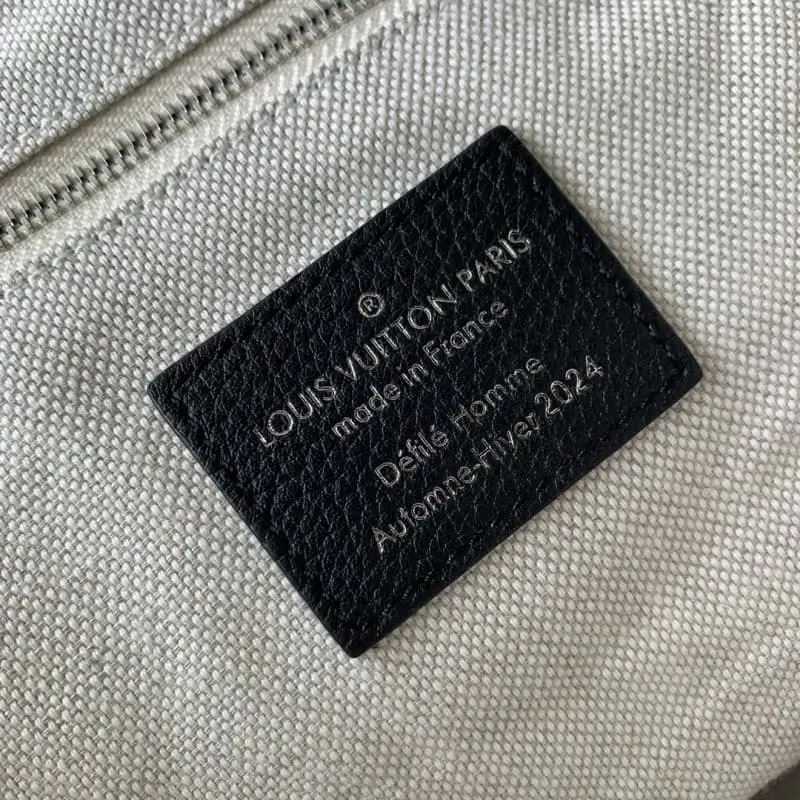 ®
LOUIS VUITTON PARIS
made in France
Défilé Homme
Automne-Hiver 2024